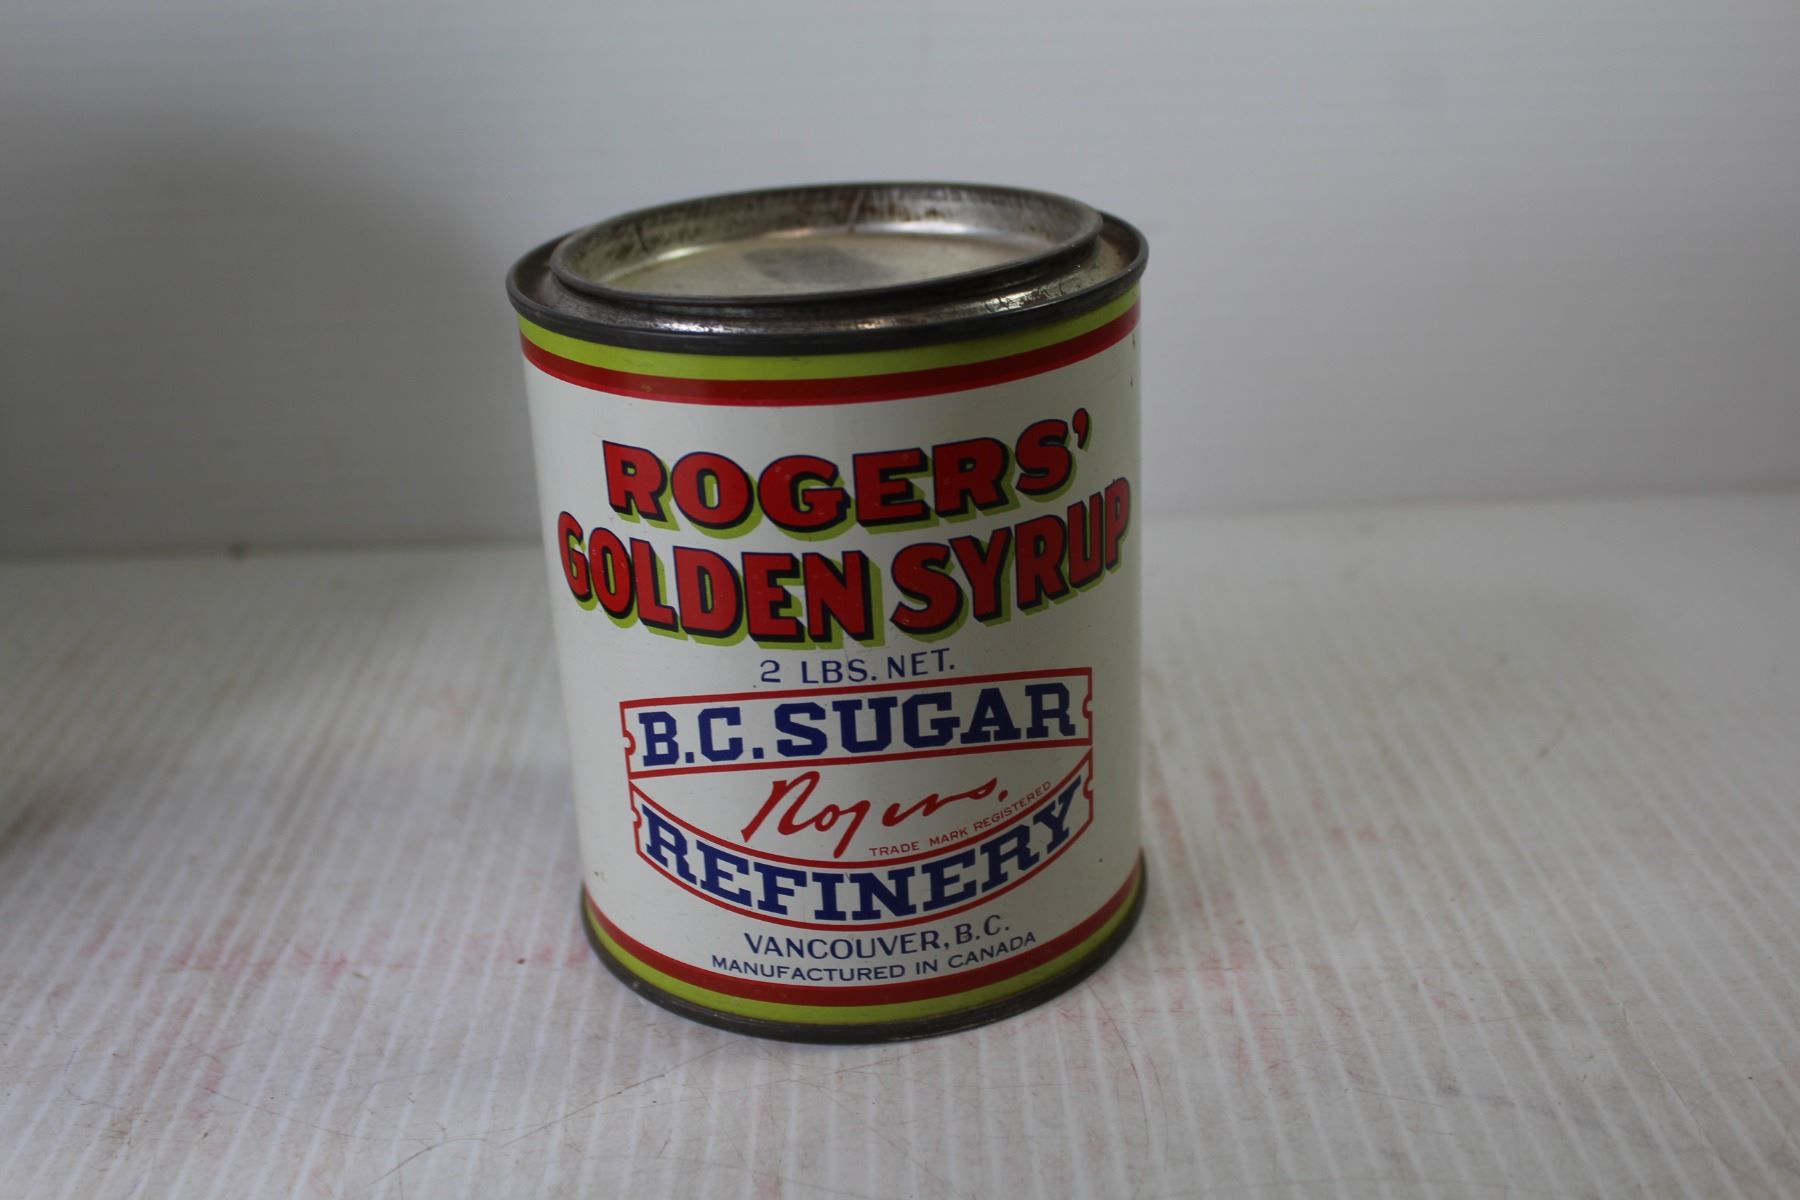 ROGERS'
GOLDEN SYRUP
2 LBS. NET.
B.C. SUGAR
Rogers.
TRADE MARK REGISTERED
REFINERY
VANCOUVER, B.C.
MANUFACTURED IN CANADA